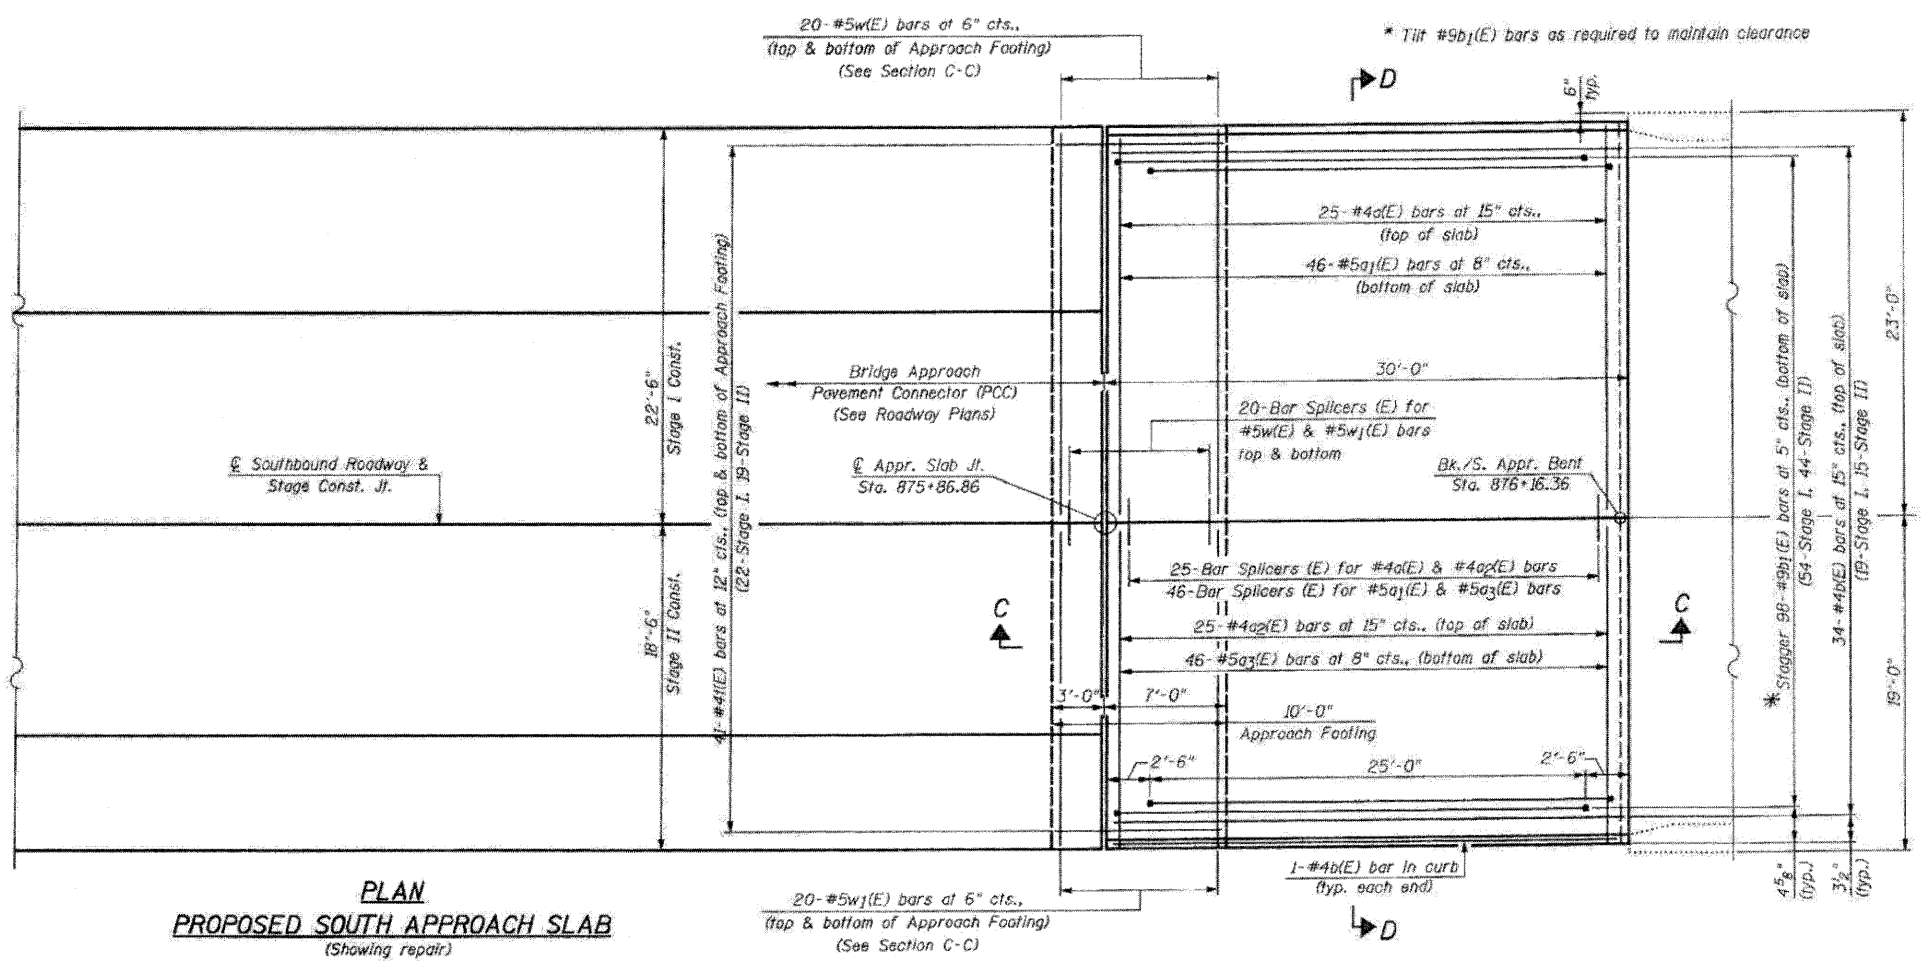 20-#5w(E) bars at 6" cts.,
(top & bottom of Approach Footing)
(See Section C-C)
* Tilt #9b1(E) bars as required to maintain clearance
D
6"
typ.
25-#4a(E) bars at 15" cts.,
(top of slab)
46-#5a1(E) bars at 8" cts.,
(bottom of slab)
30'-0"
Bridge Approach
Pavement Connector (PCC)
(See Roadway Plans)
20-Bar Splicers (E) for
#5w(E) & #5w1(E) bars
top & bottom
22'-6"
Stage I Const.
41-#4t(E) bars at 12" cts., (top & bottom of Approach Footing)
(22-Stage I, 19-Stage II)
℄ Southbound Roadway &
Stage Const. Jt.
℄ Appr. Slab Jt.
Sta. 875+86.86
Bk./S. Appr. Bent
Sta. 876+16.36
18'-6"
Stage II Const.
25-Bar Splicers (E) for #4a(E) & #4a2(E) bars
46-Bar Splicers (E) for #5a1(E) & #5a3(E) bars
25-#4a2(E) bars at 15" cts., (top of slab)
46-#5a3(E) bars at 8" cts., (bottom of slab)
C
C
3'-0"
7'-0"
10'-0"
Approach Footing
2'-6"
25'-0"
2'-6"
* Stagger 98-#9b1(E) bars at 5" cts., (bottom of slab)
(54-Stage I, 44-Stage II)
34-#4b(E) bars at 15" cts., (top of slab)
(19-Stage I, 15-Stage II)
23'-0"
19'-0"
4 5/8"
(typ.)
3 1/2"
(typ.)
1-#4b(E) bar in curb
(typ. each end)
20-#5w1(E) bars at 6" cts.,
(top & bottom of Approach Footing)
(See Section C-C)
D
PLAN
PROPOSED SOUTH APPROACH SLAB
(Showing repair)